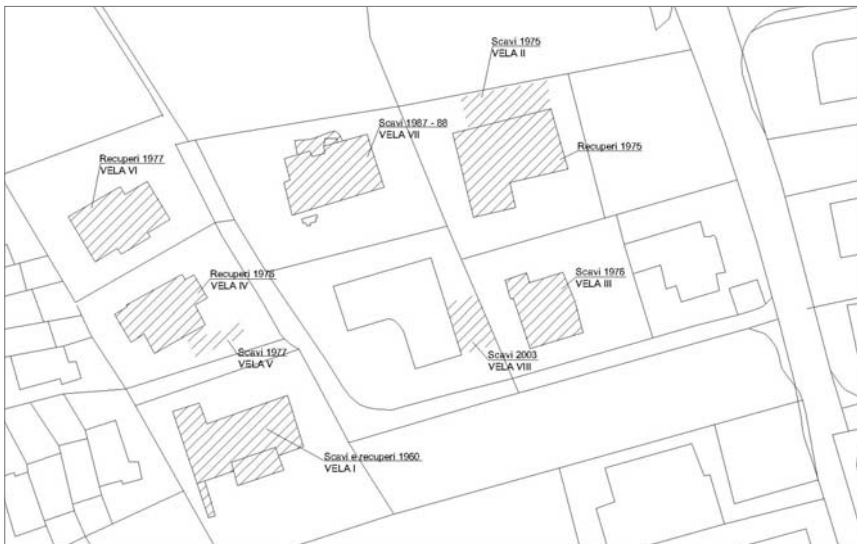 Scavi 1975
VELA II
Scavi 1987 - 88
VELA VII
Recuperi 1975
Recuperi 1977
VELA VI
Recuperi 1976
VELA IV
Scavi 1976
VELA III
Scavi 1977
VELA V
Scavi 2003
VELA VIII
Scavi e recuperi 1960
VELA I